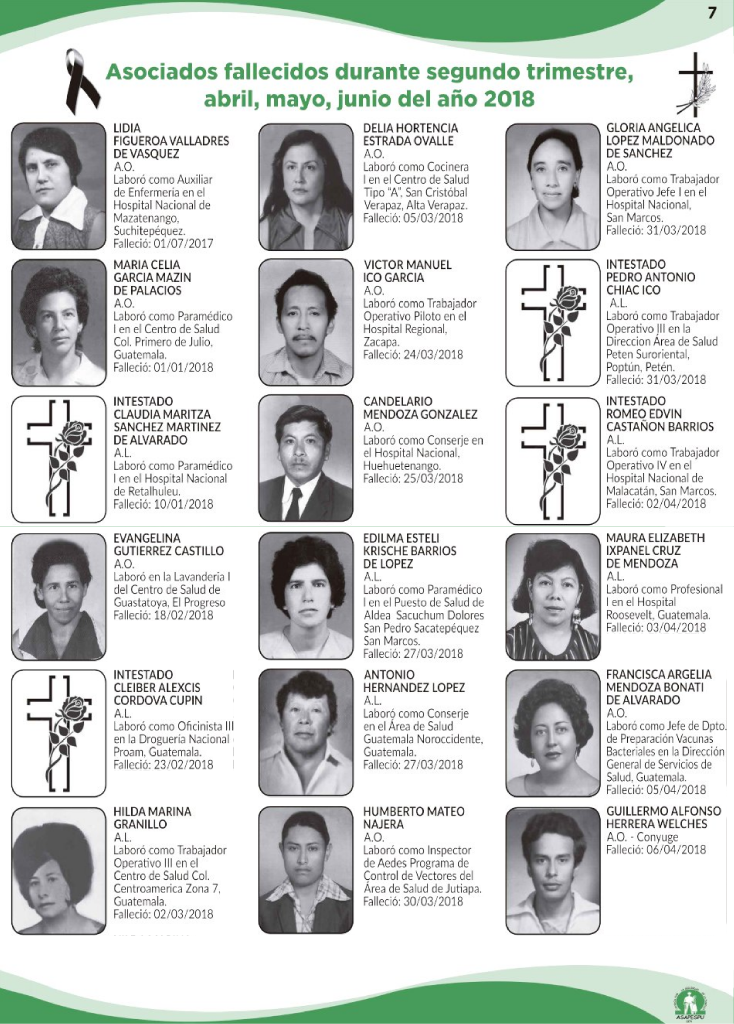 7
Asociados fallecidos durante segundo trimestre,
abril, mayo, junio del año 2018
LIDIA
FIGUEROA VALLADRES
DE VASQUEZ
A.O.
Laboró como Auxiliar
de Enfermería en el
Hospital Nacional de
Mazatenango,
Suchitepéquez.
Falleció: 01/07/2017
MARIA CELIA
GARCIA MAZIN
DE PALACIOS
A.O.
Laboró como Paramédico
I en el Centro de Salud
Col. Primero de Julio,
Guatemala.
Falleció: 01/01/2018
INTESTADO
CLAUDIA MARITZA
SANCHEZ MARTINEZ
DE ALVARADO
A.L.
Laboró como Paramédico
I en el Hospital Nacional
de Retalhuleu.
Falleció: 10/01/2018
EVANGELINA
GUTIERREZ CASTILLO
A.O.
Laboró en la Lavandería I
del Centro de Salud de
Guastatoya, El Progreso
Falleció: 18/02/2018
INTESTADO
CLEIBER ALEXCIS
CORDOVA CUPIN
A.L.
Laboró como Oficinista III
en la Droguería Nacional
Proam, Guatemala.
Falleció: 23/02/2018
HILDA MARINA
GRANILLO
A.L.
Laboró como Trabajador
Operativo III en el
Centro de Salud Col.
Centroamerica Zona 7,
Guatemala.
Falleció: 02/03/2018
DELIA HORTENCIA
ESTRADA OVALLE
A.O.
Laboró como Cocinera
I en el Centro de Salud
Tipo "A", San Cristóbal
Verapaz, Alta Verapaz.
Falleció: 05/03/2018
VICTOR MANUEL
ICO GARCIA
A.O.
Laboró como Trabajador
Operativo Piloto en el
Hospital Regional,
Zacapa.
Falleció: 24/03/2018
CANDELARIO
MENDOZA GONZALEZ
A.O.
Laboró como Conserje en
el Hospital Nacional,
Huehuetenango.
Falleció: 25/03/2018
EDILMA ESTELI
KRISCHE BARRIOS
DE LOPEZ
A.L.
Laboró como Paramédico
I en el Puesto de Salud de
Aldea Sacuchum Dolores
San Pedro Sacatepéquez
San Marcos.
Falleció: 27/03/2018
ANTONIO
HERNANDEZ LOPEZ
A.L.
Laboró como Conserje
en el Área de Salud
Guatemala Noroccidente,
Guatemala.
Falleció: 27/03/2018
HUMBERTO MATEO
NAJERA
A.O.
Laboró como Inspector
de Aedes Programa de
Control de Vectores del
Área de Salud de Jutiapa.
Falleció: 30/03/2018
GLORIA ANGELICA
LOPEZ MALDONADO
DE SANCHEZ
A.O.
Laboró como Trabajador
Operativo Jefe I en el
Hospital Nacional,
San Marcos.
Falleció: 31/03/2018
INTESTADO
PEDRO ANTONIO
CHIAC ICO
A.L.
Laboró como Trabajador
Operativo III en la
Direccion Área de Salud
Peten Suroriental,
Poptún, Petén.
Falleció: 31/03/2018
INTESTADO
ROMEO EDVIN
CASTAÑON BARRIOS
A.L.
Laboró como Trabajador
Operativo IV en el
Hospital Nacional de
Malacatán, San Marcos.
Falleció: 02/04/2018
MAURA ELIZABETH
IXPANEL CRUZ
DE MENDOZA
A.L.
Laboró como Profesional
I en el Hospital
Roosevelt, Guatemala.
Falleció: 03/04/2018
FRANCISCA ARGELIA
MENDOZA BONATI
DE ALVARADO
A.O.
Laboró como Jefe de Dpto.
de Preparación Vacunas
Bacteriales en la Dirección
General de Servicios de
Salud, Guatemala.
Falleció: 05/04/2018
GUILLERMO ALFONSO
HERRERA WELCHES
A.O. - Conyuge
Falleció: 06/04/2018
ASAPESPU